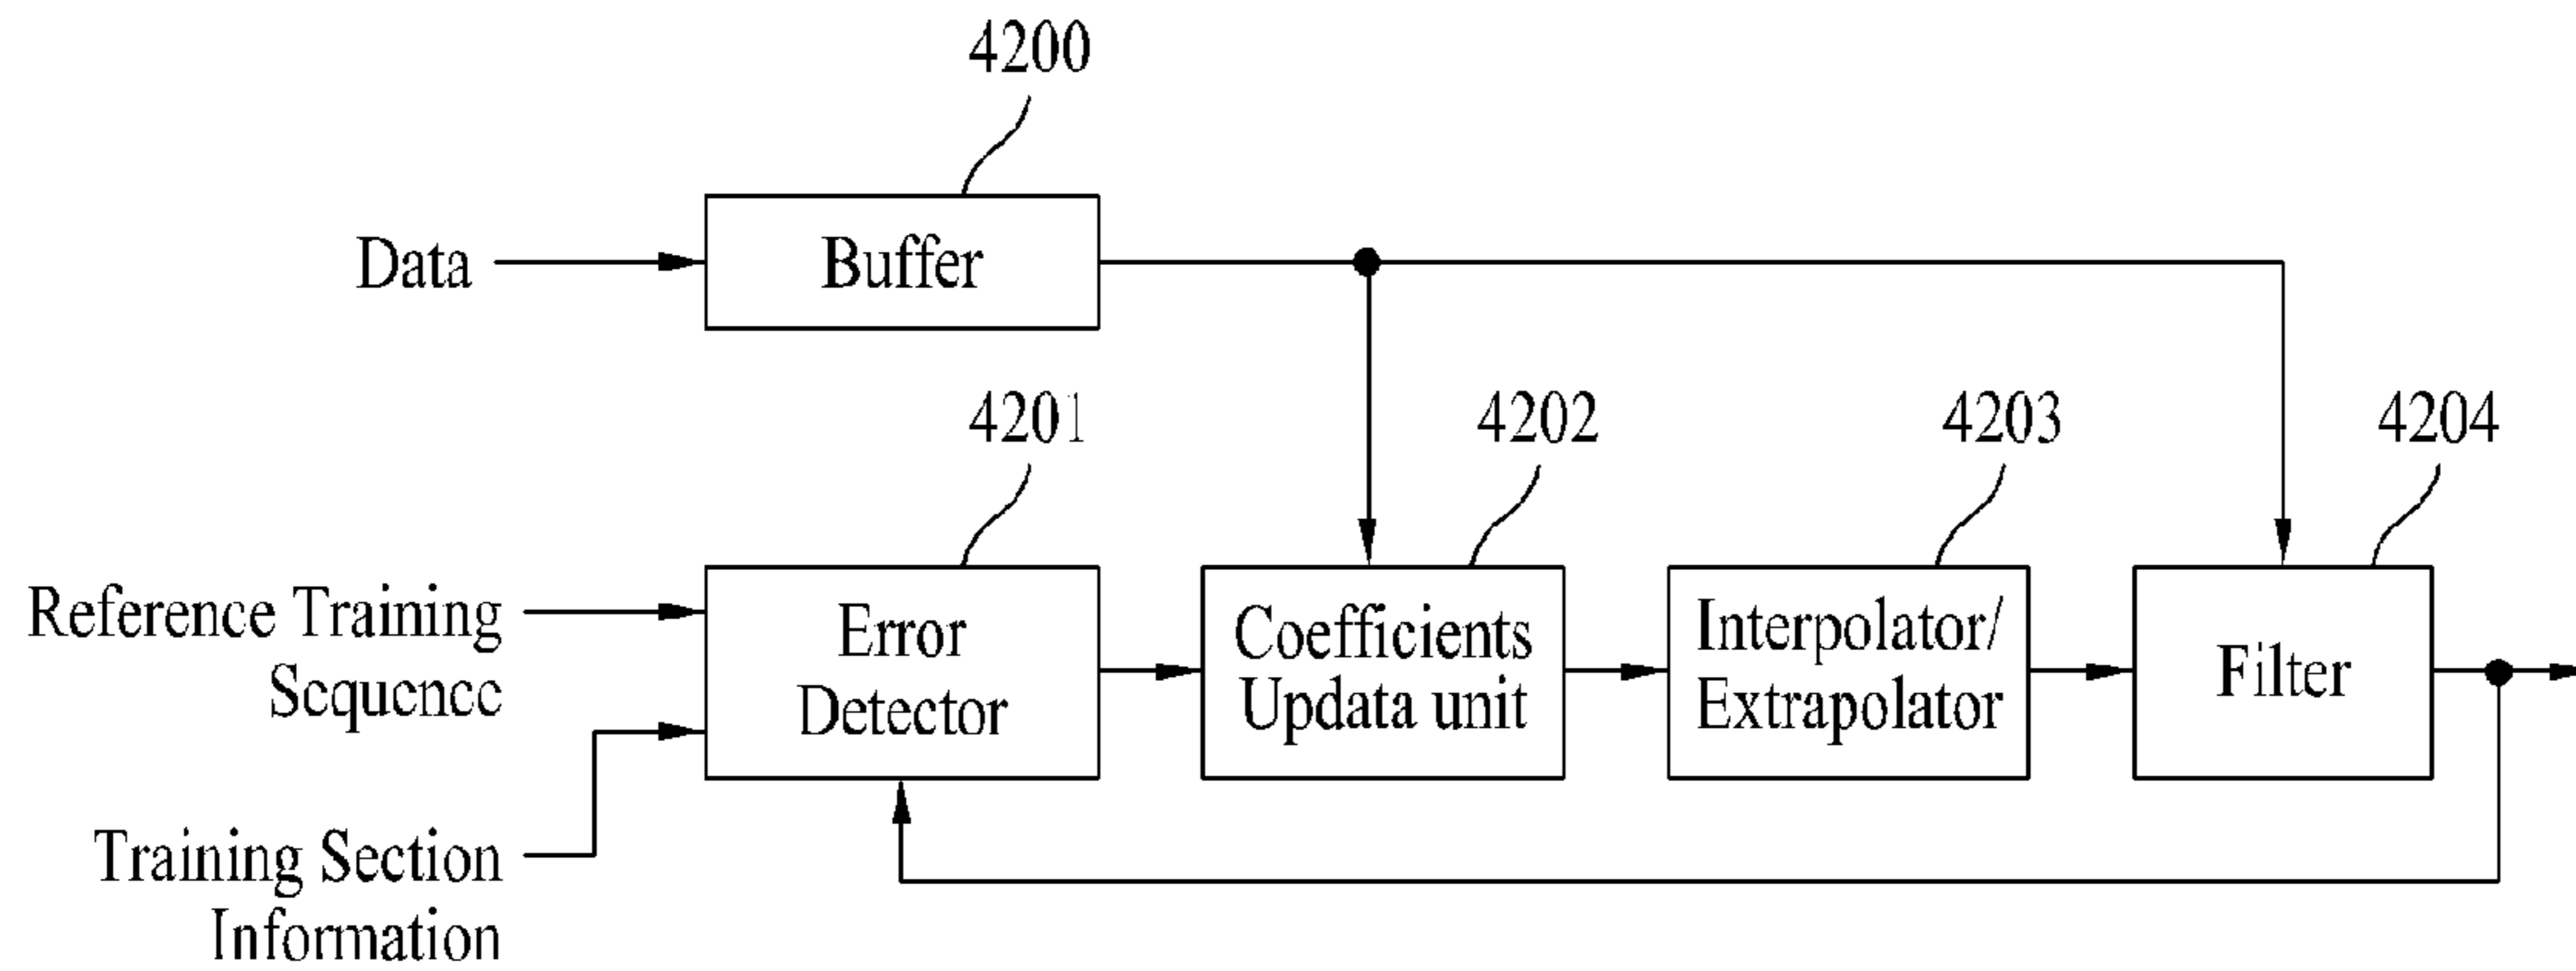 4200
Data
Buffer
4201
4202
4203
4204
Reference Training
Sequence
Error
Detector
Coefficients
Updata unit
Interpolator/
Extrapolator
Filter
Training Section
Information